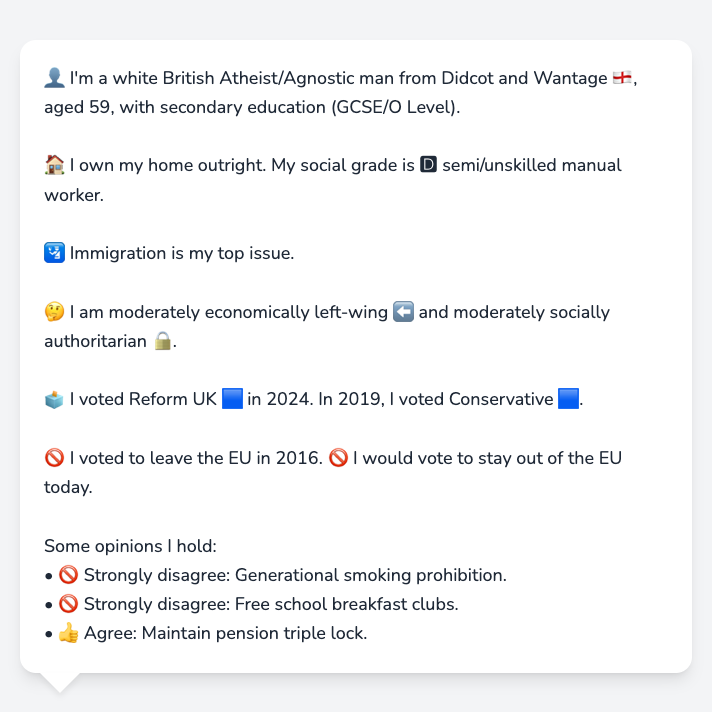 👤 I'm a white British Atheist/Agnostic man from Didcot and Wantage 🏴󠁧󠁢󠁥󠁮󠁧󠁿,
aged 59, with secondary education (GCSE/O Level).
🏠 I own my home outright. My social grade is 🅳 semi/unskilled manual
worker.
🛂 Immigration is my top issue.
🤔 I am moderately economically left-wing ⬅️ and moderately socially
authoritarian 🔒.
🗳️ I voted Reform UK 🟦 in 2024. In 2019, I voted Conservative 🟦.
🚫 I voted to leave the EU in 2016. 🚫 I would vote to stay out of the EU
today.
Some opinions I hold:
• 🚫 Strongly disagree: Generational smoking prohibition.
• 🚫 Strongly disagree: Free school breakfast clubs.
• 👍 Agree: Maintain pension triple lock.